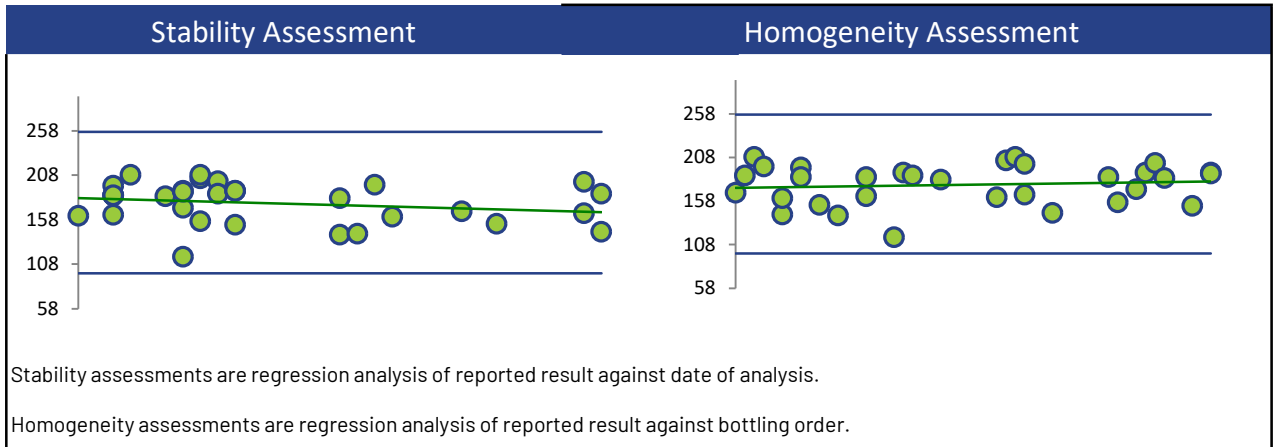 Stability Assessment
Homogeneity Assessment
258
208
158
108
58
258
208
158
108
58
Stability assessments are regression analysis of reported result against date of analysis.
Homogeneity assessments are regression analysis of reported result against bottling order.